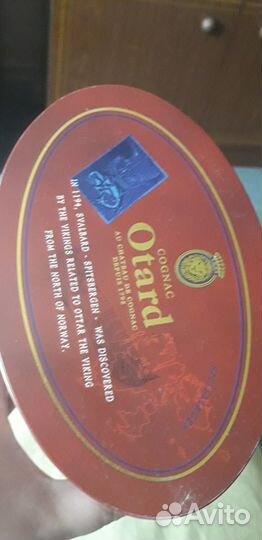 COGNAC
Otard
AU CHATEAU DE COGNAC
DEPUIS 1795
IN 1194, SVALBARD - SPITSBERGEN - WAS DISCOVERED
BY THE VIKINGS RELATED TO OTTAR THE VIKING
FROM THE NORTH OF NORWAY.
Avito